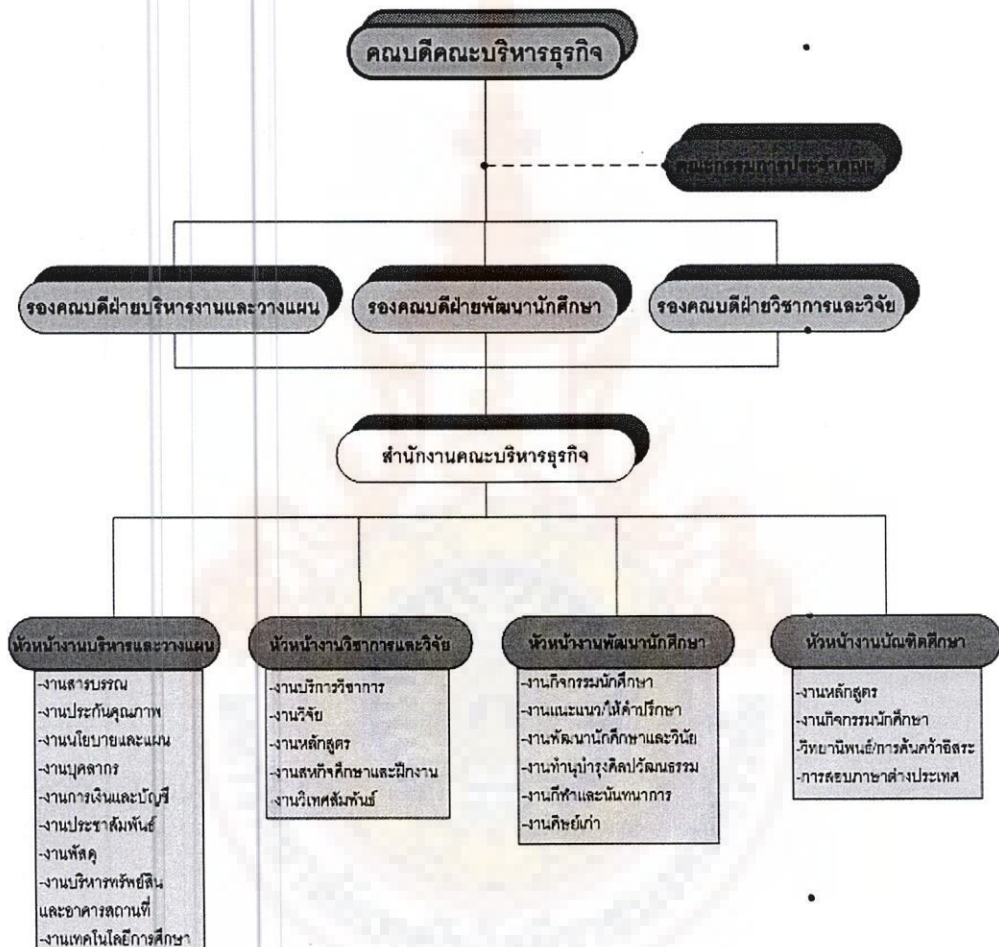 คณบดีคณะบริหารธุรกิจ
คณะกรรมการประจำคณะ
รองคณบดีฝ่ายบริหารงานและวางแผน
รองคณบดีฝ่ายพัฒนานักศึกษา
รองคณบดีฝ่ายวิชาการและวิจัย
สำนักงานคณะบริหารธุรกิจ
หัวหน้างานบริหารและวางแผน
-งานสารบรรณ
-งานประกันคุณภาพ
-งานนโยบายและแผน
-งานบุคลากร
-งานการเงินและบัญชี
-งานประชาสัมพันธ์
-งานพัสดุ
-งานบริหารทรัพย์สิน
และอาคารสถานที่
-งานเทคโนโลยีการศึกษา
หัวหน้างานวิชาการและวิจัย
-งานบริการวิชาการ
-งานวิจัย
-งานหลักสูตร
-งานสหกิจศึกษาและฝึกงาน
-งานวิเทศสัมพันธ์
หัวหน้างานพัฒนานักศึกษา
-งานกิจกรรมนักศึกษา
-งานแนะแนว/ให้คำปรึกษา
-งานพัฒนานักศึกษาและวินัย
-งานทำนุบำรุงศิลปวัฒนธรรม
-งานกีฬาและนันทนาการ
-งานศิษย์เก่า
หัวหน้างานบัณฑิตศึกษา
-งานหลักสูตร
-งานกิจกรรมนักศึกษา
-วิทยานิพนธ์/การค้นคว้าอิสระ
-การสอบภาษาต่างประเทศ